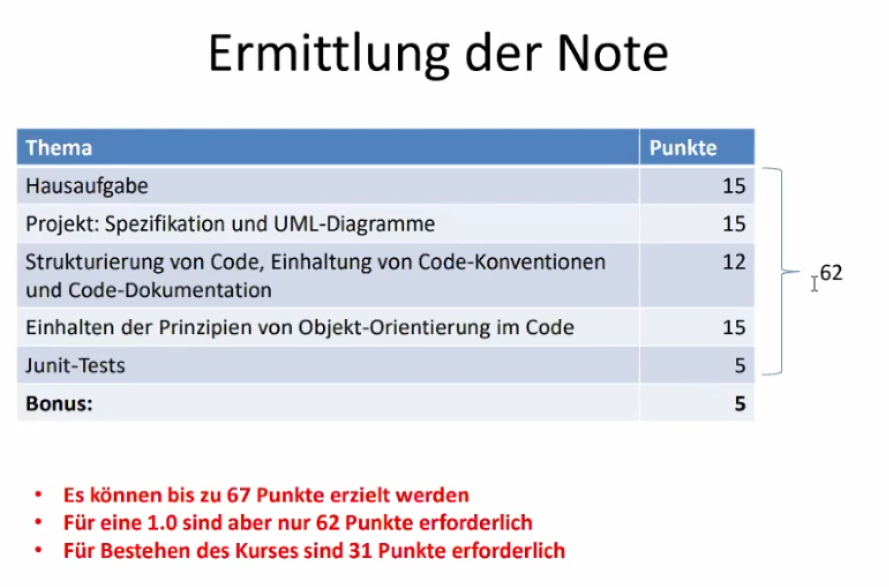 Ermittlung der Note
Thema Punkte
Hausaufgabe 15
Projekt: Spezifikation und UML-Diagramme 15
Strukturierung von Code, Einhaltung von Code-Konventionen 12
und Code-Dokumentation
62
Einhalten der Prinzipien von Objekt-Orientierung im Code 15
Junit-Tests 5
Bonus: 5
• Es können bis zu 67 Punkte erzielt werden
• Für eine 1.0 sind aber nur 62 Punkte erforderlich
• Für Bestehen des Kurses sind 31 Punkte erforderlich